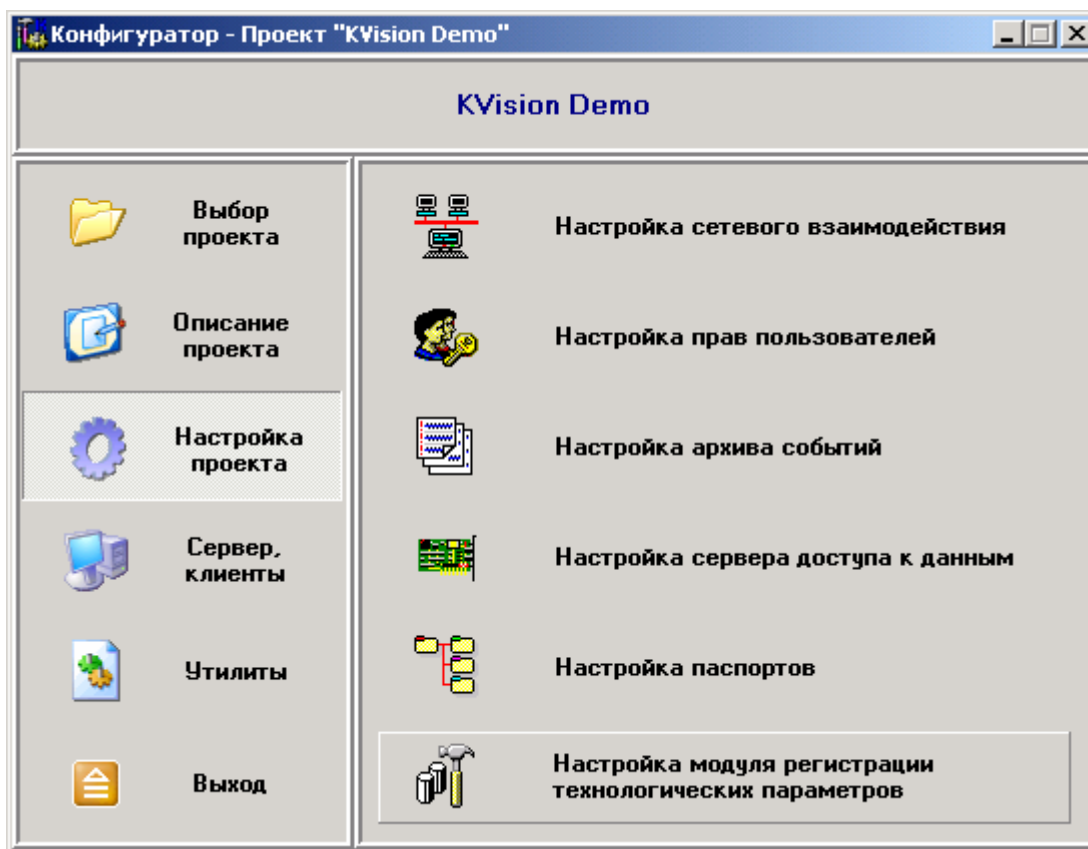 Конфигуратор - Проект "KVision Demo"
KVision Demo
Выбор
проекта
Описание
проекта
Настройка
проекта
Сервер,
клиенты
Утилиты
Выход
Настройка сетевого взаимодействия
Настройка прав пользователей
Настройка архива событий
Настройка сервера доступа к данным
Настройка паспортов
Настройка модуля регистрации
технологических параметров